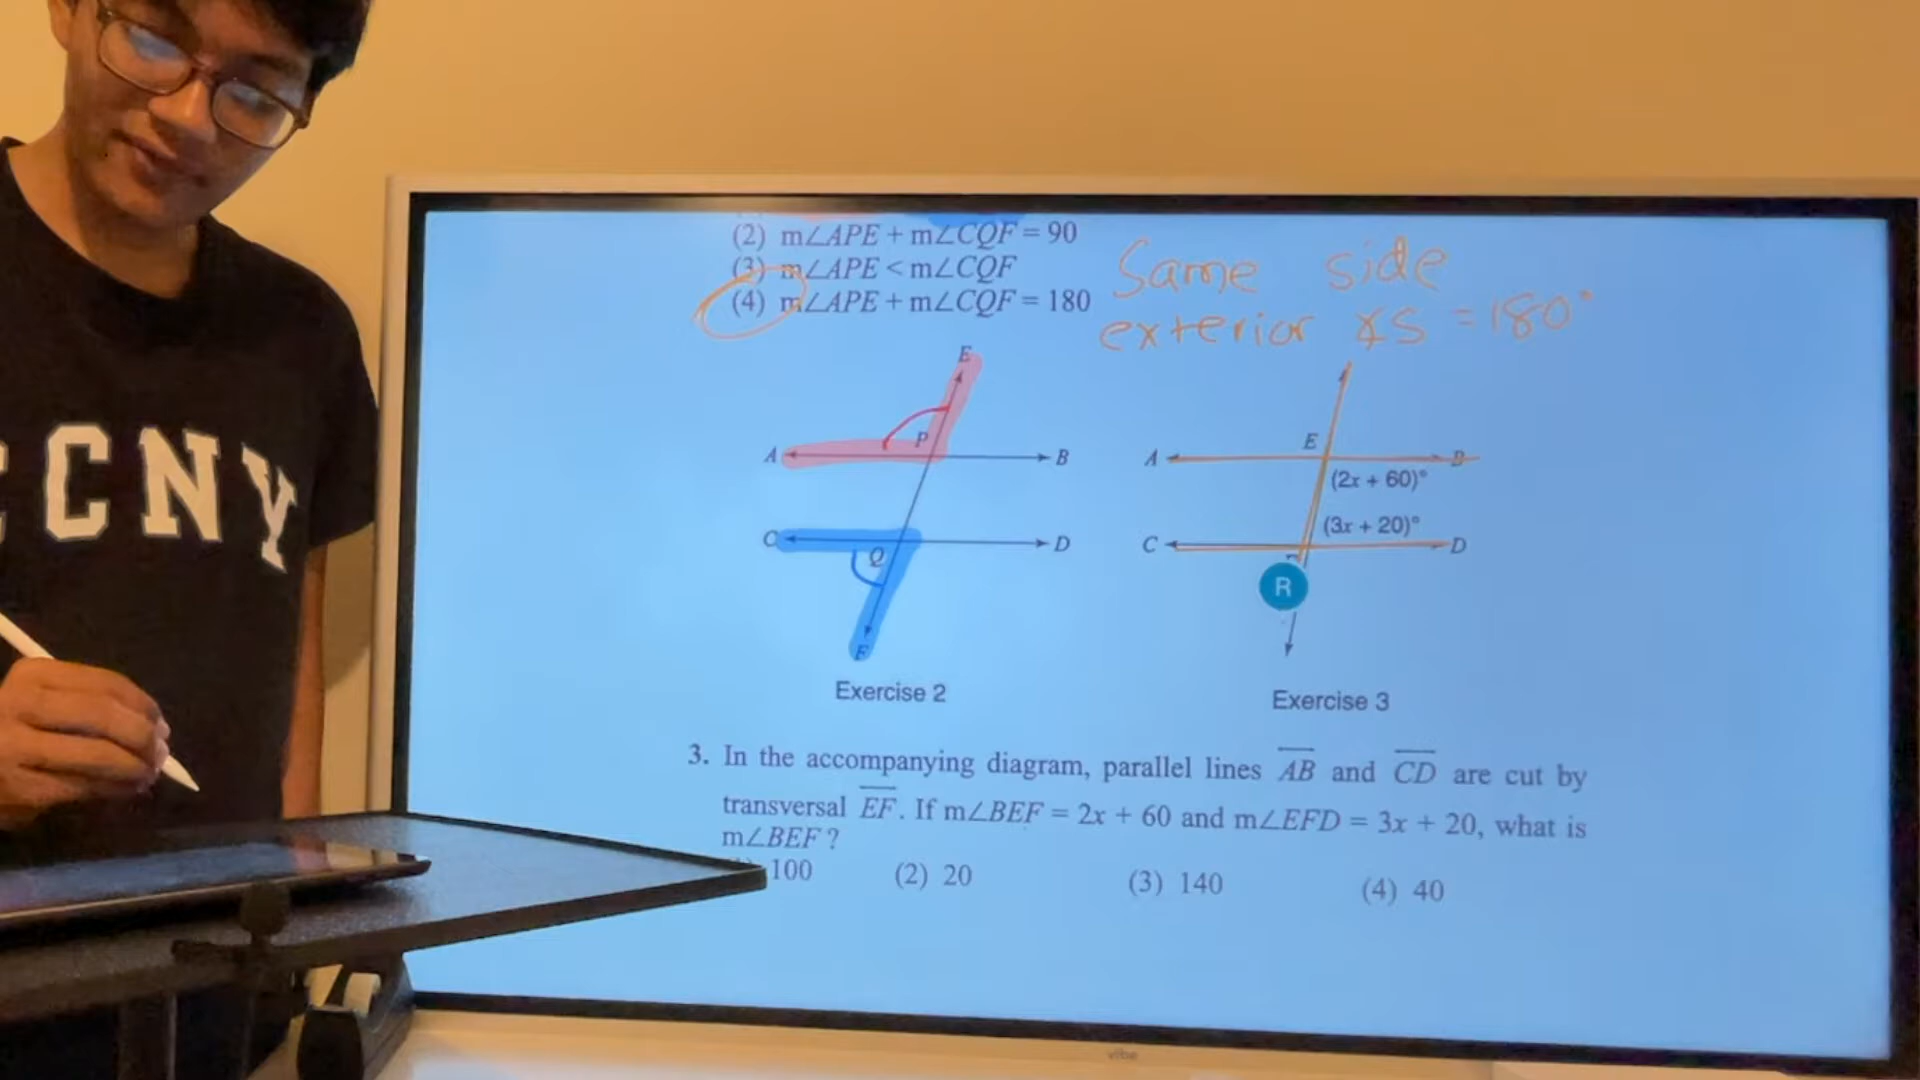 (2) m∠APE + m∠CQF = 90
(3) m∠APE < m∠CQF
(4) m∠APE + m∠CQF = 180
Same side
exterior ∡s = 180°
E
P
A
B
C
Q
D
F
Exercise 2
E
A
B
(2x + 60)°
(3x + 20)°
C
D
R
Exercise 3
3. In the accompanying diagram, parallel lines AB and CD are cut by
transversal EF. If m∠BEF = 2x + 60 and m∠EFD = 3x + 20, what is
m∠BEF ?
100 (2) 20 (3) 140 (4) 40
CCNY
vibe